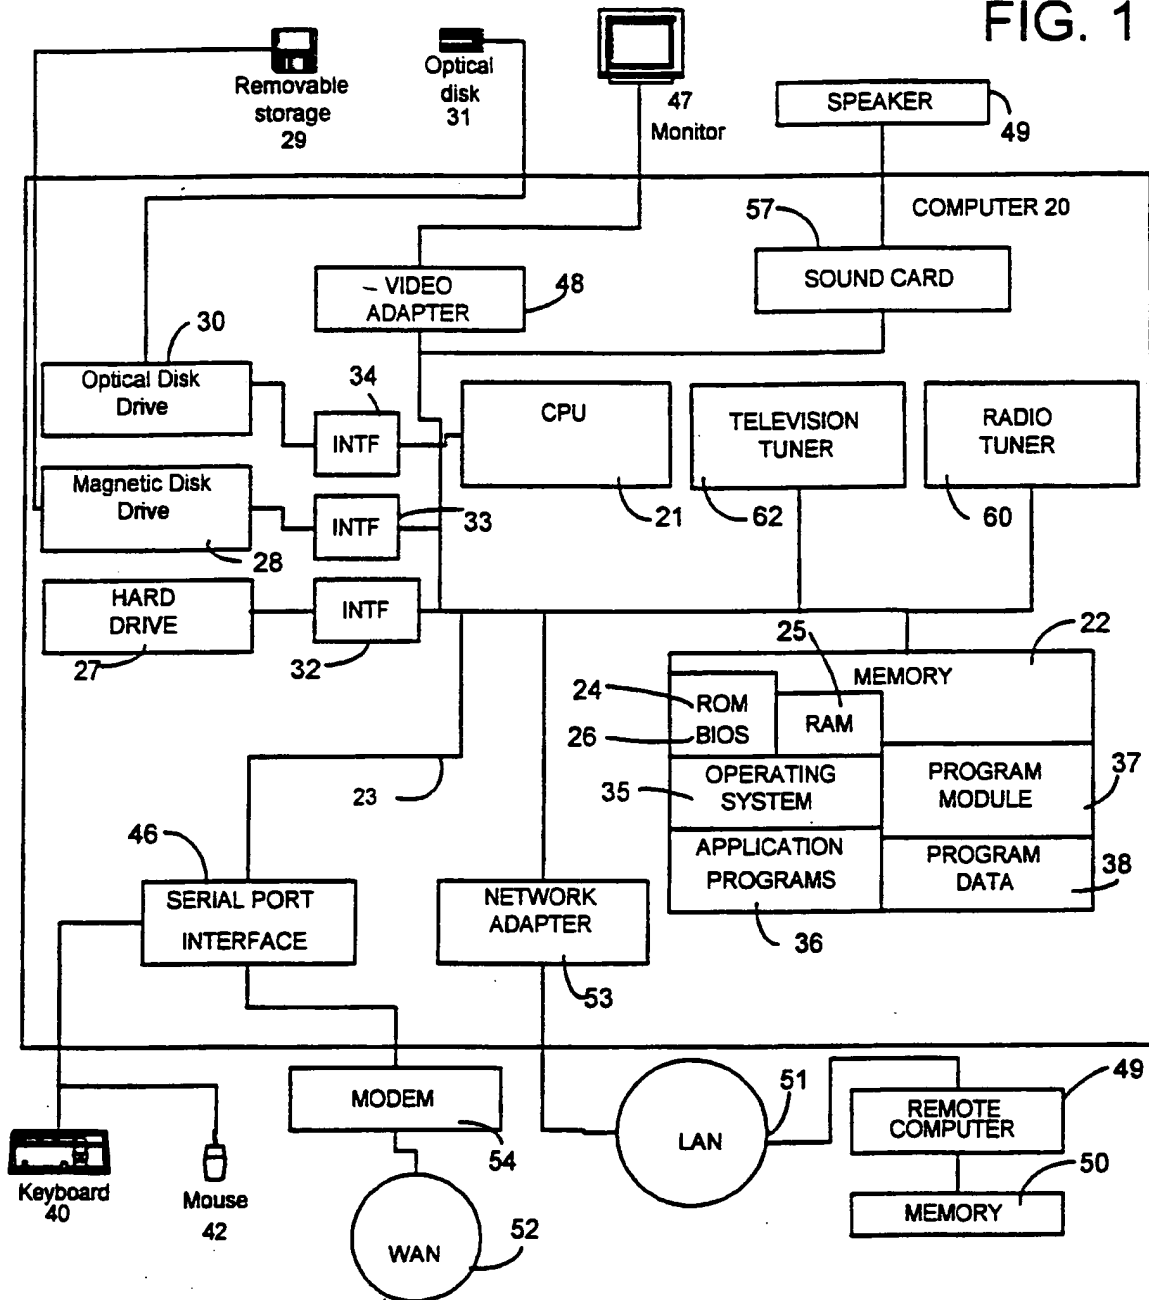 FIG. 1
Removable
storage
29
Optical
disk
31
47
Monitor
SPEAKER
49
COMPUTER 20
57
SOUND CARD
VIDEO
ADAPTER
48
30
Optical Disk
Drive
34
INTF
CPU
21
TELEVISION
TUNER
62
RADIO
TUNER
60
Magnetic Disk
Drive
28
INTF
33
HARD
DRIVE
27
INTF
32
25
22
MEMORY
24
ROM
26
BIOS
RAM
35
OPERATING
SYSTEM
PROGRAM
MODULE
37
APPLICATION
PROGRAMS
36
PROGRAM
DATA
38
23
46
SERIAL PORT
INTERFACE
NETWORK
ADAPTER
53
MODEM
54
LAN
51
REMOTE
COMPUTER
49
MEMORY
50
Keyboard
40
Mouse
42
WAN
52